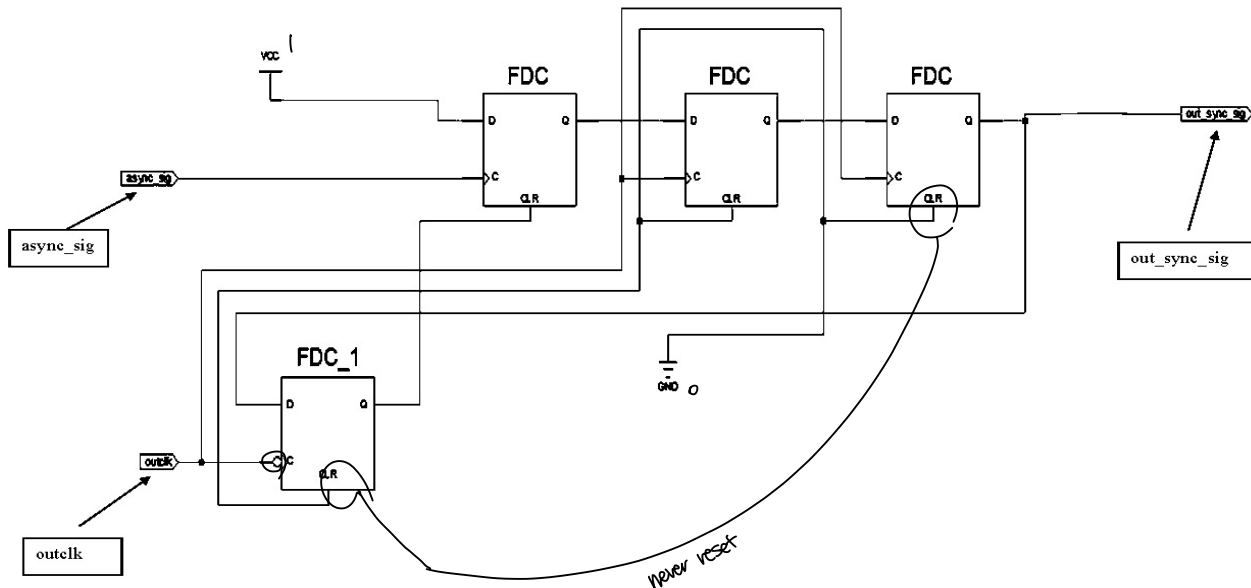 VCC 1
FDC
FDC
FDC
D Q
D Q
D Q
out_sync_sig
async_sig
C
C
C
CLR
CLR
CLR
async_sig
out_sync_sig
FDC_1
GND 0
D Q
outclk
C
CLR
outclk
never reset